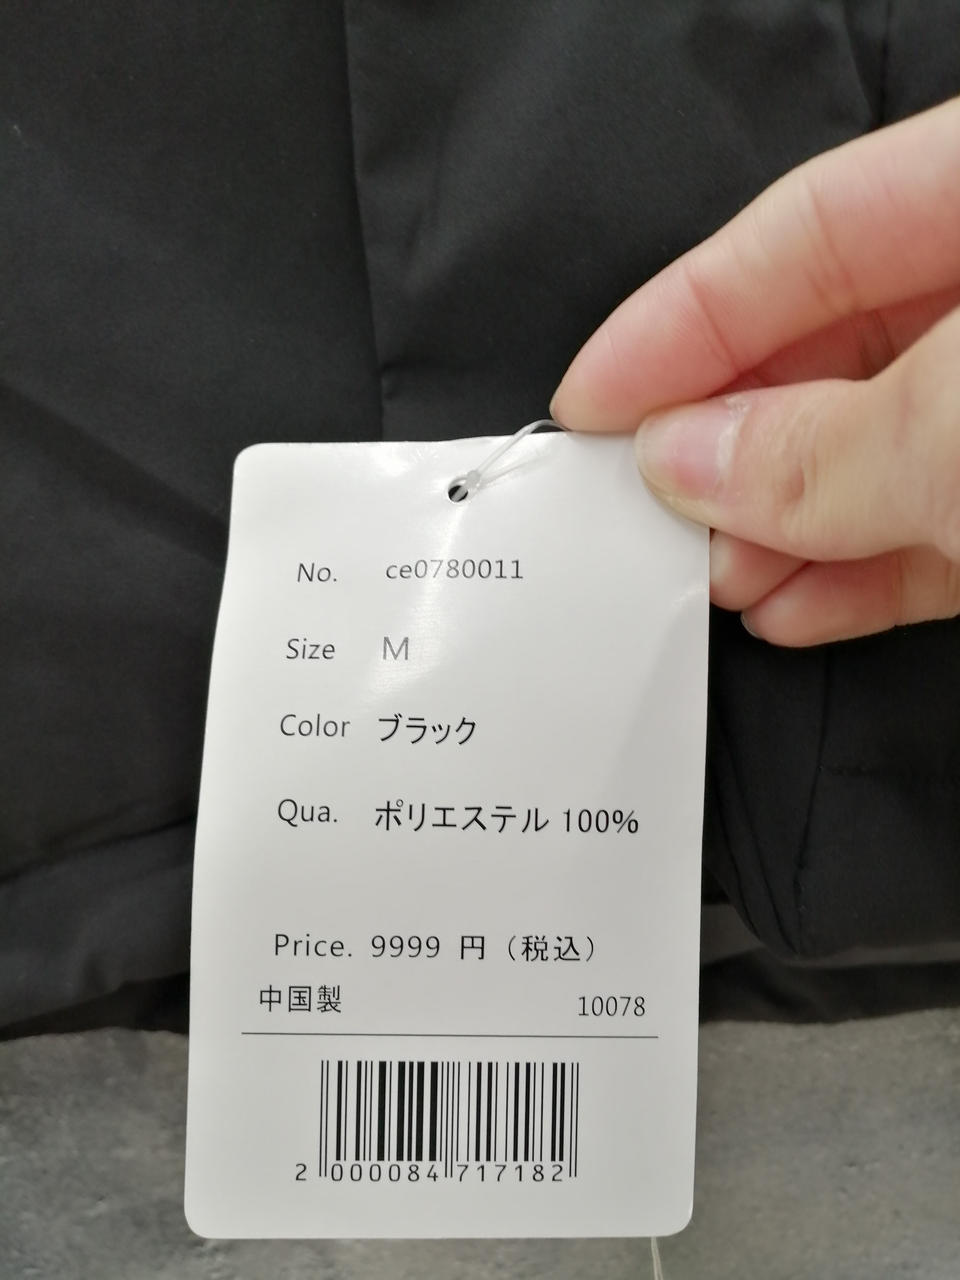 No. ce0780011
Size M
Color ブラック
Qua. ポリエステル 100%
Price. 9999 円（税込）
中国製 10078
2 000084 717182